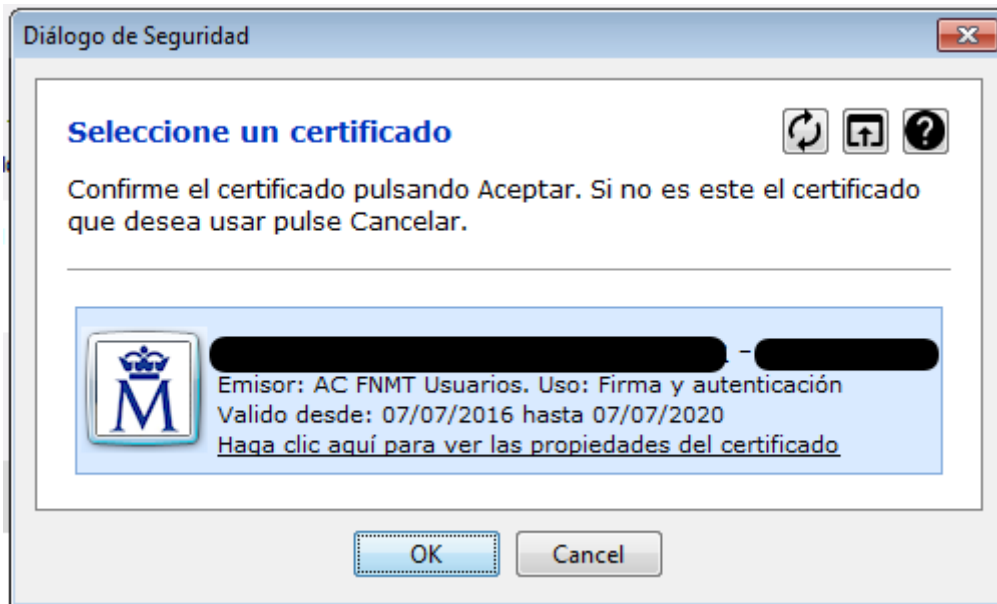 Diálogo de Seguridad
Seleccione un certificado
Confirme el certificado pulsando Aceptar. Si no es este el certificado
que desea usar pulse Cancelar.
-
Emisor: AC FNMT Usuarios. Uso: Firma y autenticación
Valido desde: 07/07/2016 hasta 07/07/2020
Haga clic aquí para ver las propiedades del certificado
OK
Cancel